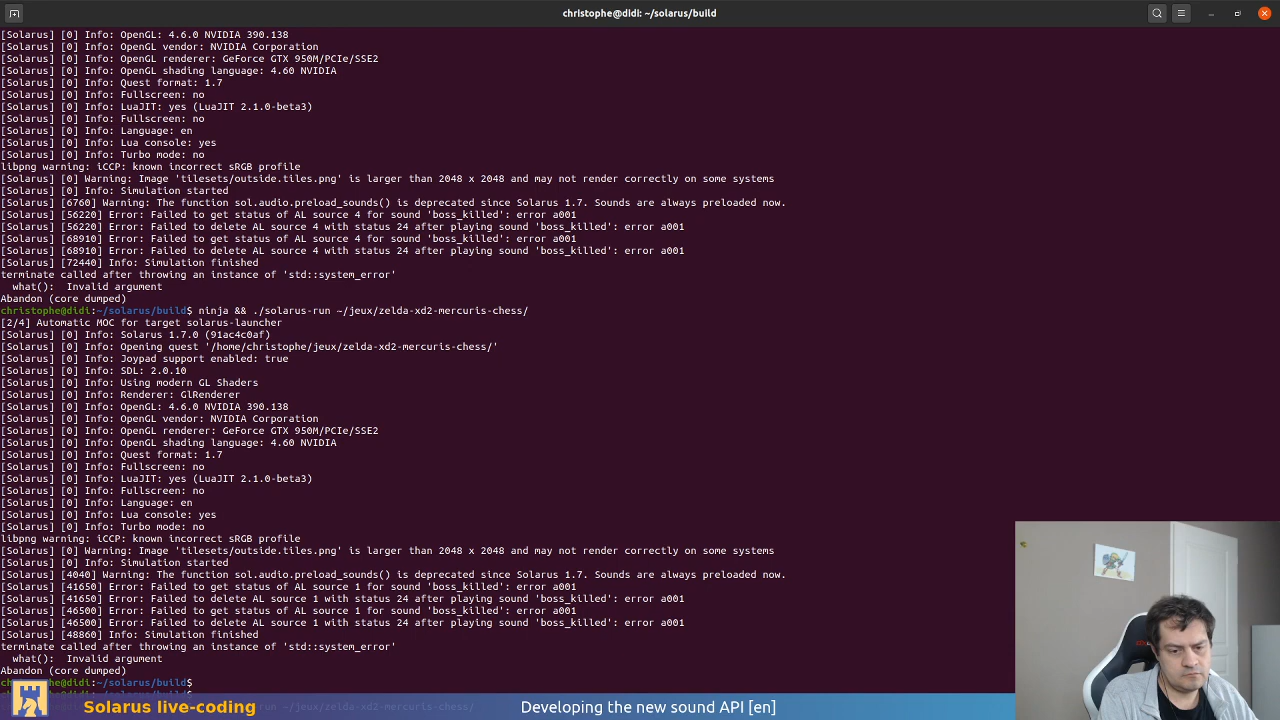 christophe@didi: ~/solarus/build
[Solarus] [0] Info: OpenGL: 4.6.0 NVIDIA 390.138
[Solarus] [0] Info: OpenGL vendor: NVIDIA Corporation
[Solarus] [0] Info: OpenGL renderer: GeForce GTX 950M/PCIe/SSE2
[Solarus] [0] Info: OpenGL shading language: 4.60 NVIDIA
[Solarus] [0] Info: Quest format: 1.7
[Solarus] [0] Info: Fullscreen: no
[Solarus] [0] Info: LuaJIT: yes (LuaJIT 2.1.0-beta3)
[Solarus] [0] Info: Fullscreen: no
[Solarus] [0] Info: Language: en
[Solarus] [0] Info: Lua console: yes
[Solarus] [0] Info: Turbo mode: no
libpng warning: iCCP: known incorrect sRGB profile
[Solarus] [0] Warning: Image 'tilesets/outside.tiles.png' is larger than 2048 x 2048 and may not render correctly on some systems
[Solarus] [0] Info: Simulation started
[Solarus] [6760] Warning: The function sol.audio.preload_sounds() is deprecated since Solarus 1.7. Sounds are always preloaded now.
[Solarus] [56220] Error: Failed to get status of AL source 4 for sound 'boss_killed': error a001
[Solarus] [56220] Error: Failed to delete AL source 4 with status 24 after playing sound 'boss_killed': error a001
[Solarus] [68910] Error: Failed to get status of AL source 4 for sound 'boss_killed': error a001
[Solarus] [68910] Error: Failed to delete AL source 4 with status 24 after playing sound 'boss_killed': error a001
[Solarus] [72440] Info: Simulation finished
terminate called after throwing an instance of 'std::system_error'
what(): Invalid argument
Abandon (core dumped)
christophe@didi:~/solarus/build$ ninja && ./solarus-run ~/jeux/zelda-xd2-mercuris-chess/
[2/4] Automatic MOC for target solarus-launcher
[Solarus] [0] Info: Solarus 1.7.0 (91ac4c0af)
[Solarus] [0] Info: Opening quest '/home/christophe/jeux/zelda-xd2-mercuris-chess/'
[Solarus] [0] Info: Joypad support enabled: true
[Solarus] [0] Info: SDL: 2.0.10
[Solarus] [0] Info: Using modern GL Shaders
[Solarus] [0] Info: Renderer: GlRenderer
[Solarus] [0] Info: OpenGL: 4.6.0 NVIDIA 390.138
[Solarus] [0] Info: OpenGL vendor: NVIDIA Corporation
[Solarus] [0] Info: OpenGL renderer: GeForce GTX 950M/PCIe/SSE2
[Solarus] [0] Info: OpenGL shading language: 4.60 NVIDIA
[Solarus] [0] Info: Quest format: 1.7
[Solarus] [0] Info: Fullscreen: no
[Solarus] [0] Info: LuaJIT: yes (LuaJIT 2.1.0-beta3)
[Solarus] [0] Info: Fullscreen: no
[Solarus] [0] Info: Language: en
[Solarus] [0] Info: Lua console: yes
[Solarus] [0] Info: Turbo mode: no
libpng warning: iCCP: known incorrect sRGB profile
[Solarus] [0] Warning: Image 'tilesets/outside.tiles.png' is larger than 2048 x 2048 and may not render correctly on some systems
[Solarus] [0] Info: Simulation started
[Solarus] [4040] Warning: The function sol.audio.preload_sounds() is deprecated since Solarus 1.7. Sounds are always preloaded now.
[Solarus] [41650] Error: Failed to get status of AL source 1 for sound 'boss_killed': error a001
[Solarus] [41650] Error: Failed to delete AL source 1 with status 24 after playing sound 'boss_killed': error a001
[Solarus] [46500] Error: Failed to get status of AL source 1 for sound 'boss_killed': error a001
[Solarus] [46500] Error: Failed to delete AL source 1 with status 24 after playing sound 'boss_killed': error a001
[Solarus] [48860] Info: Simulation finished
terminate called after throwing an instance of 'std::system_error'
what(): Invalid argument
Abandon (core dumped)
christophe@didi:~/solarus/build$
Solarus live-coding
Developing the new sound API [en]